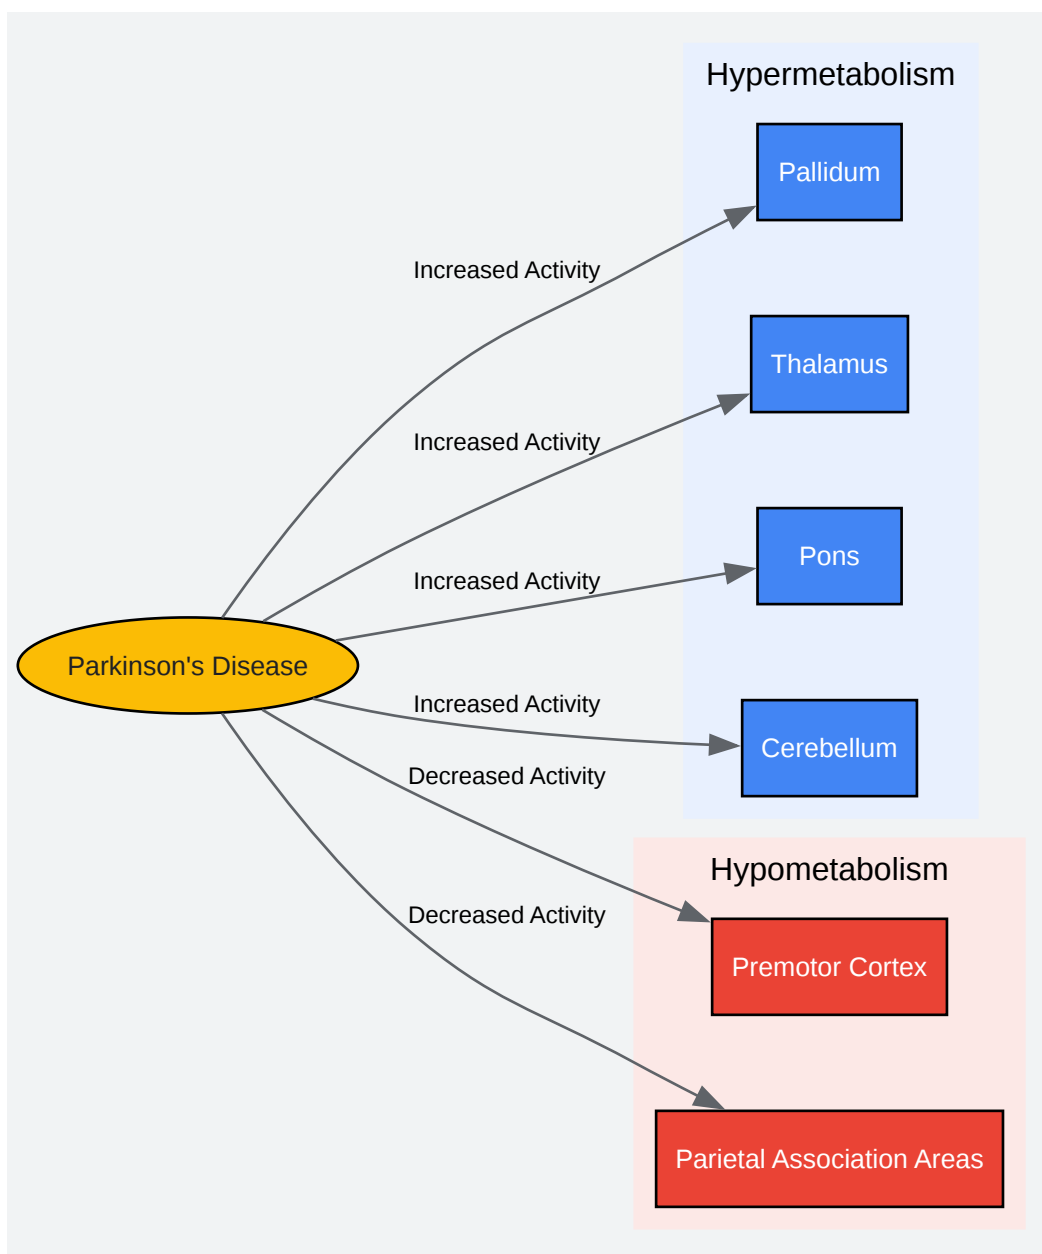 Hypermetabolism
Pallidum
Increased Activity
Thalamus
Increased Activity
Pons
Increased Activity
Parkinson's Disease
Increased Activity
Cerebellum
Decreased Activity
Hypometabolism
Decreased Activity
Premotor Cortex
Parietal Association Areas